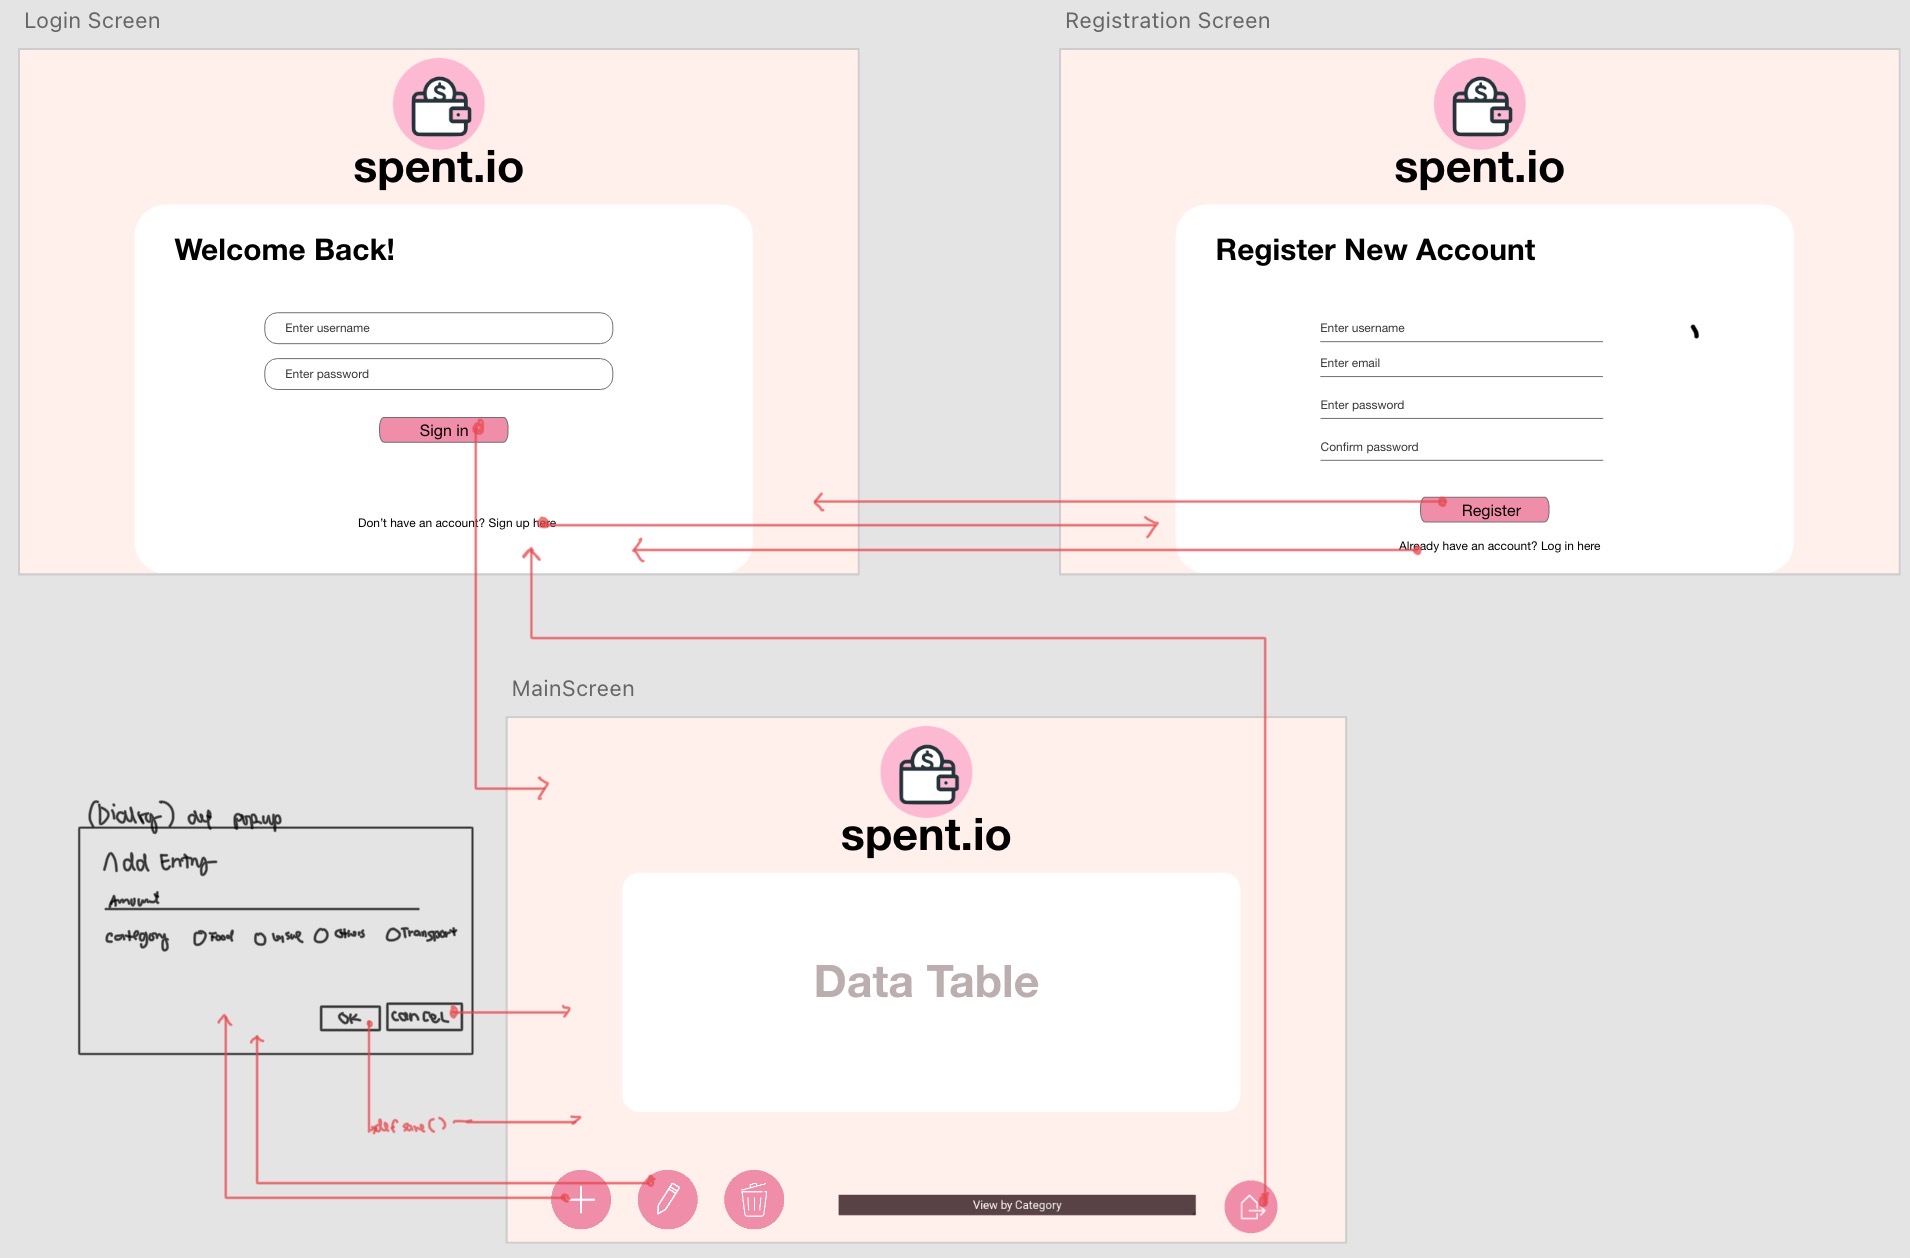 Login Screen
Registration Screen
$
spent.io
Welcome Back!
Enter username
Enter password
Sign in
Don't have an account? Sign up here
$
spent.io
Register New Account
Enter username
Enter email
Enter password
Confirm password
Register
Already have an account? Log in here
MainScreen
$
spent.io
Data Table
View by Category
(Dialog) def popup
Add Entry
Amount
Category Food Others Transport
OK Cancel
def save()